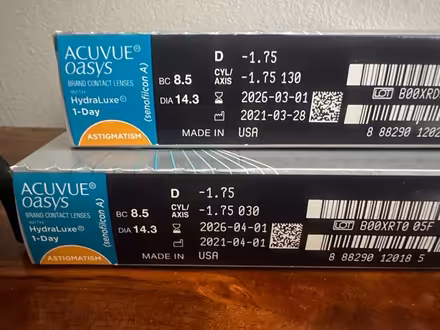 ACUVUE®
OASYS
BRAND CONTACT LENSES
WITH
HydraLuxe
1-Day
ASTIGMATISM
(senofilcon A)
BC 8.5
DIA 14.3
D -1.75
CYL/AXIS -1.75 130
2026-03-01
2021-03-28
MADE IN USA
LOT B00XRD
8 88290 1202
ACUVUE®
OASYS
BRAND CONTACT LENSES
WITH
HydraLuxe
1-Day
ASTIGMATISM
(senofilcon A)
BC 8.5
DIA 14.3
D -1.75
CYL/AXIS -1.75 030
2026-04-01
2021-04-01
MADE IN USA
LOT B00XRT0 05F
8 88290 12018 5